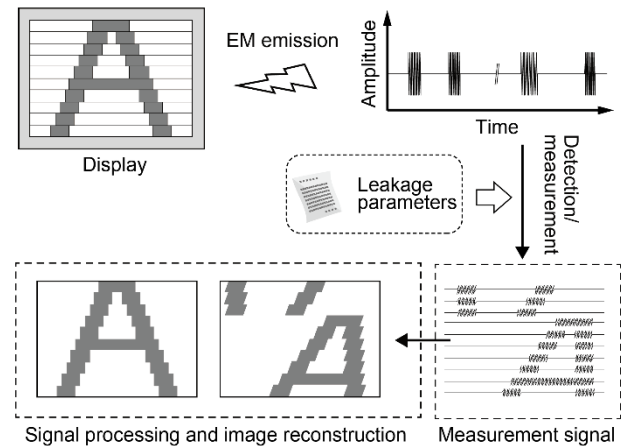 EM emission
Display
Amplitude
Time
Leakage
parameters
Detection/
measurement
Signal processing and image reconstruction
Measurement signal